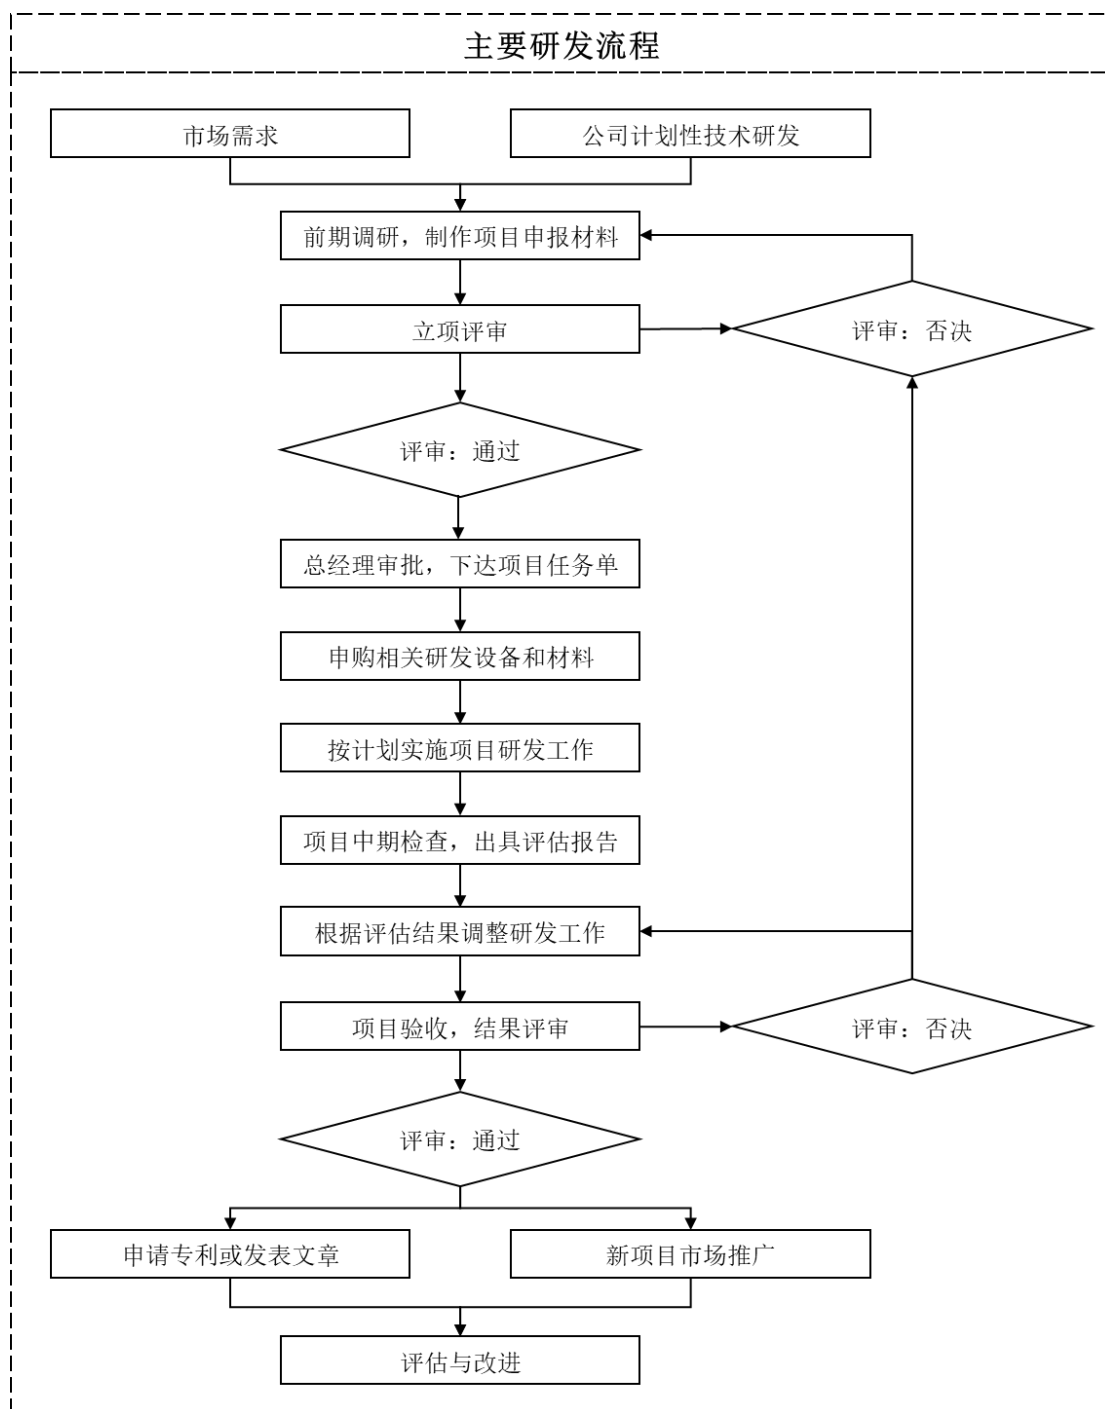 主要研发流程
市场需求
公司计划性技术研发
前期调研，制作项目申报材料
立项评审
评审：否决
评审：通过
总经理审批，下达项目任务单
申购相关研发设备和材料
按计划实施项目研发工作
项目中期检查，出具评估报告
根据评估结果调整研发工作
项目验收，结果评审
评审：否决
评审：通过
申请专利或发表文章
新项目市场推广
评估与改进